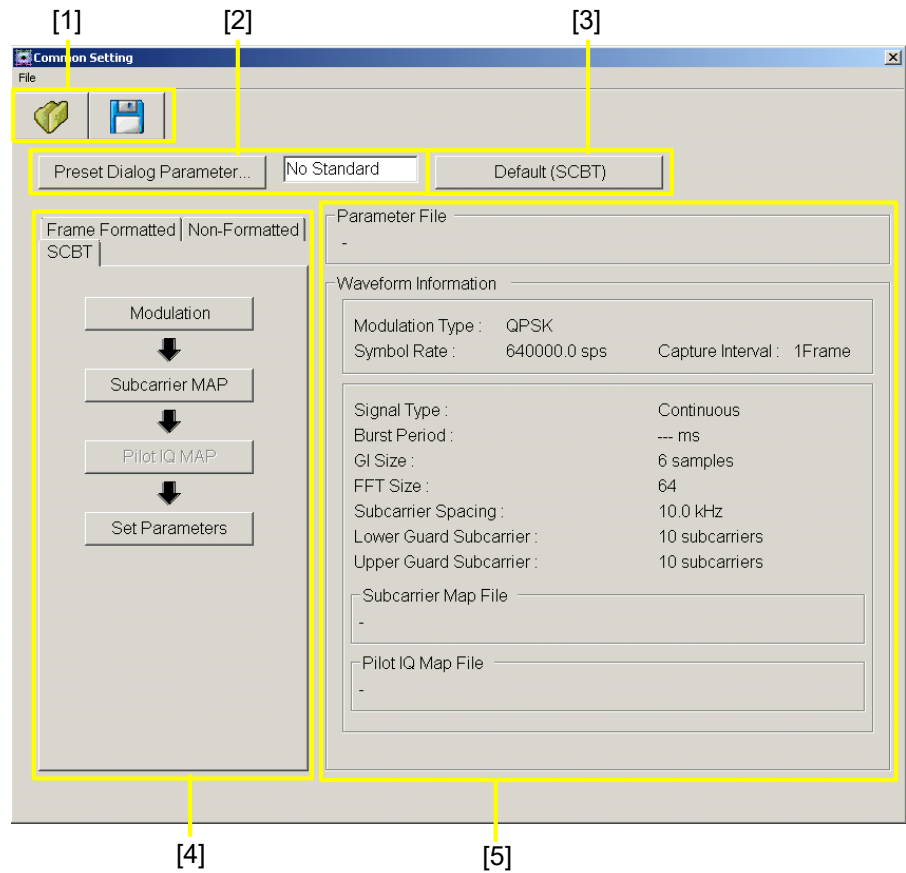 [1] [2] [3]
Common Setting
File
Preset Dialog Parameter... No Standard Default (SCBT)
Frame Formatted Non-Formatted
SCBT
Modulation
Subcarrier MAP
Pilot IQ MAP
Set Parameters
Parameter File
-
Waveform Information
Modulation Type : QPSK
Symbol Rate : 640000.0 sps Capture Interval : 1Frame
Signal Type : Continuous
Burst Period : --- ms
GI Size : 6 samples
FFT Size : 64
Subcarrier Spacing : 10.0 kHz
Lower Guard Subcarrier : 10 subcarriers
Upper Guard Subcarrier : 10 subcarriers
Subcarrier Map File
-
Pilot IQ Map File
-
[4] [5]